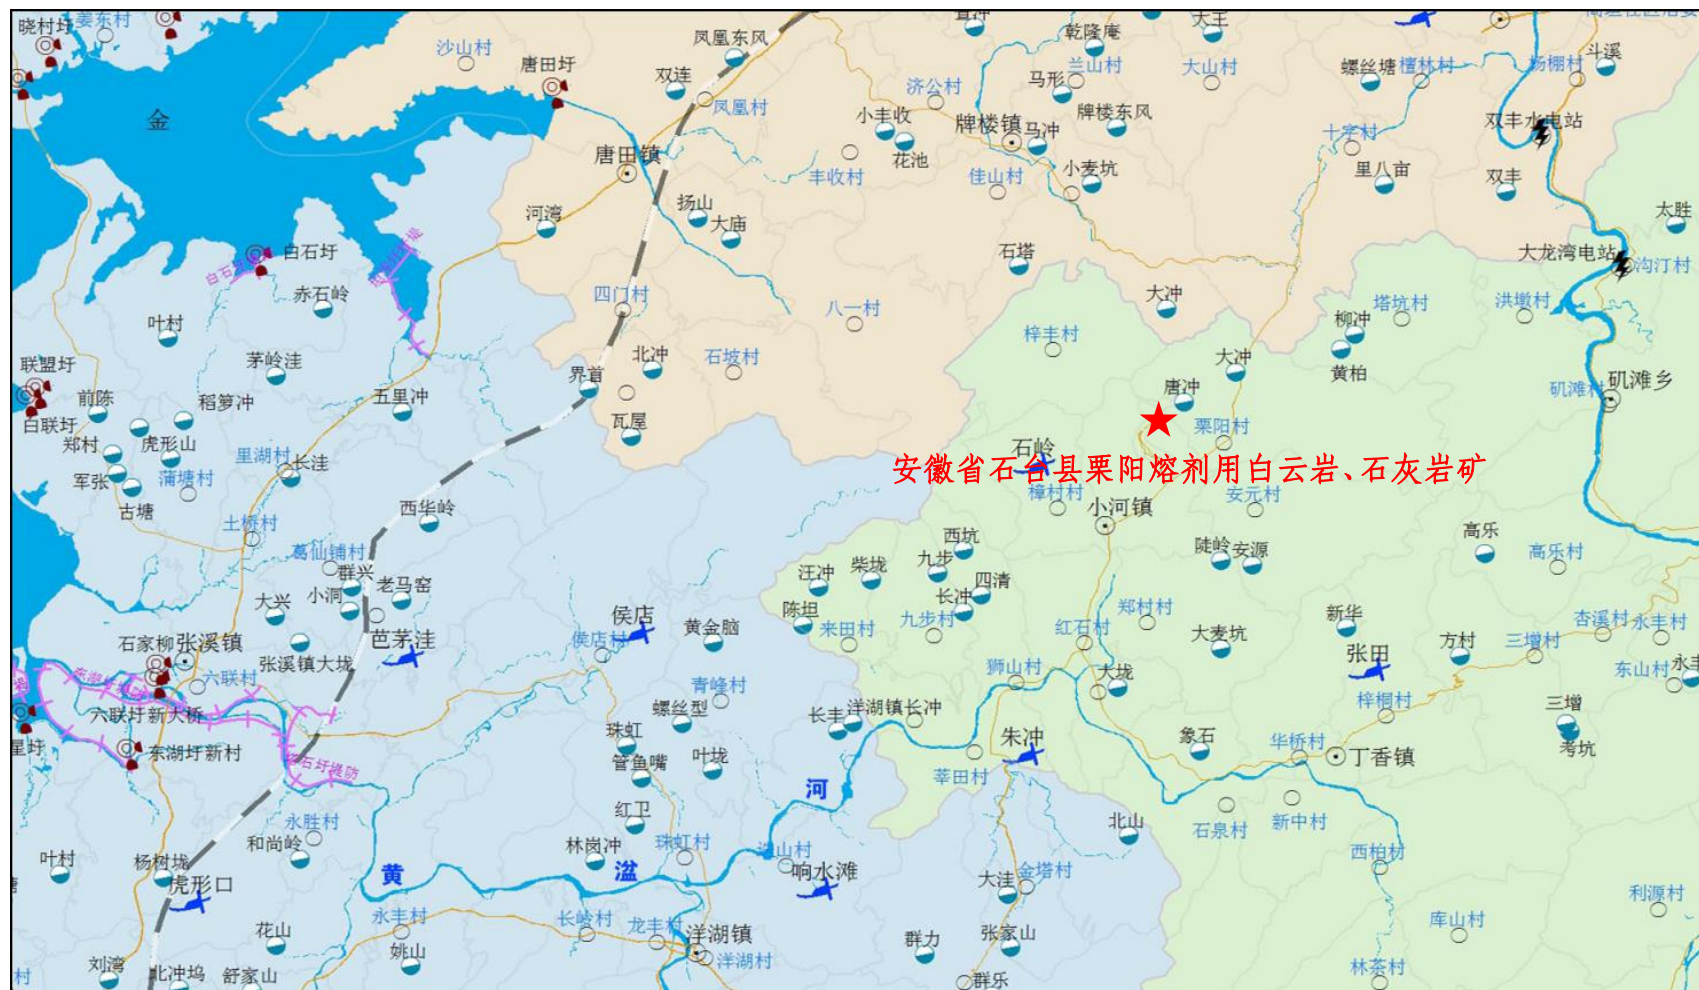 晓村圩
姜东村
沙山村
唐田圩
凤凰东风
双连
凤凰村
乾隆庵
大王
兰山村
马形
大山村
螺丝塘
檀林村
杨棚村
斗溪
济公村
金
小丰收
花池
牌楼镇
马冲
牌楼东风
十字村
双丰水电站
唐田镇
丰收村
佳山村
小麦坑
里八亩
双丰
河湾
扬山
大庙
太胜
白石圩
石塔
大龙湾电站
沟汀村
赤石岭
四门村
八一村
大冲
塔坑村
洪墩村
叶村
梓丰村
柳冲
联盟圩
茅岭洼
北冲
石坡村
大冲
黄柏
界首
唐冲
矶滩村
矶滩乡
前陈
稻箩冲
五里冲
白联圩
瓦屋
栗阳村
郑村
虎形山
石岭
里湖村
长洼
安徽省石台县栗阳熔剂用白云岩、石灰岩矿
军张
蒲塘村
樟村村
安元村
古塘
西华岭
小河镇
土桥村
高乐
西坑
陡岭
安源
高乐村
葛仙铺村
群兴
汪冲
柴垅
九步
老马窑
四清
小洞
大兴
长冲
陈坦
郑村村
新华
杏溪村
永丰村
石家柳
张溪镇
芭茅洼
侯店
侯店村
黄金脑
来田村
九步村
红石村
大麦坑
方村
三增村
张溪镇大垅
张田
狮山村
大垅
东山村
六联村
青峰村
梓桐村
六联圩新大桥
螺丝型
长丰
洋湖镇长冲
三增
珠虹
朱冲
象石
华桥村
东湖圩新村
管鱼嘴
叶垅
丁香镇
考坑
莘田村
河
红卫
永胜村
北山
石泉村
新中村
和尚岭
林岗冲
珠虹村
叶村
杨树垅
西柏村
黄
湓
响水滩
金塔村
虎形口
大洼
利源村
永丰村
长岭村
龙丰村
库山村
花山
洋湖镇
群力
张家山
姚山
洋湖村
刘湾
北冲坞
舒家山
群乐
林茶村